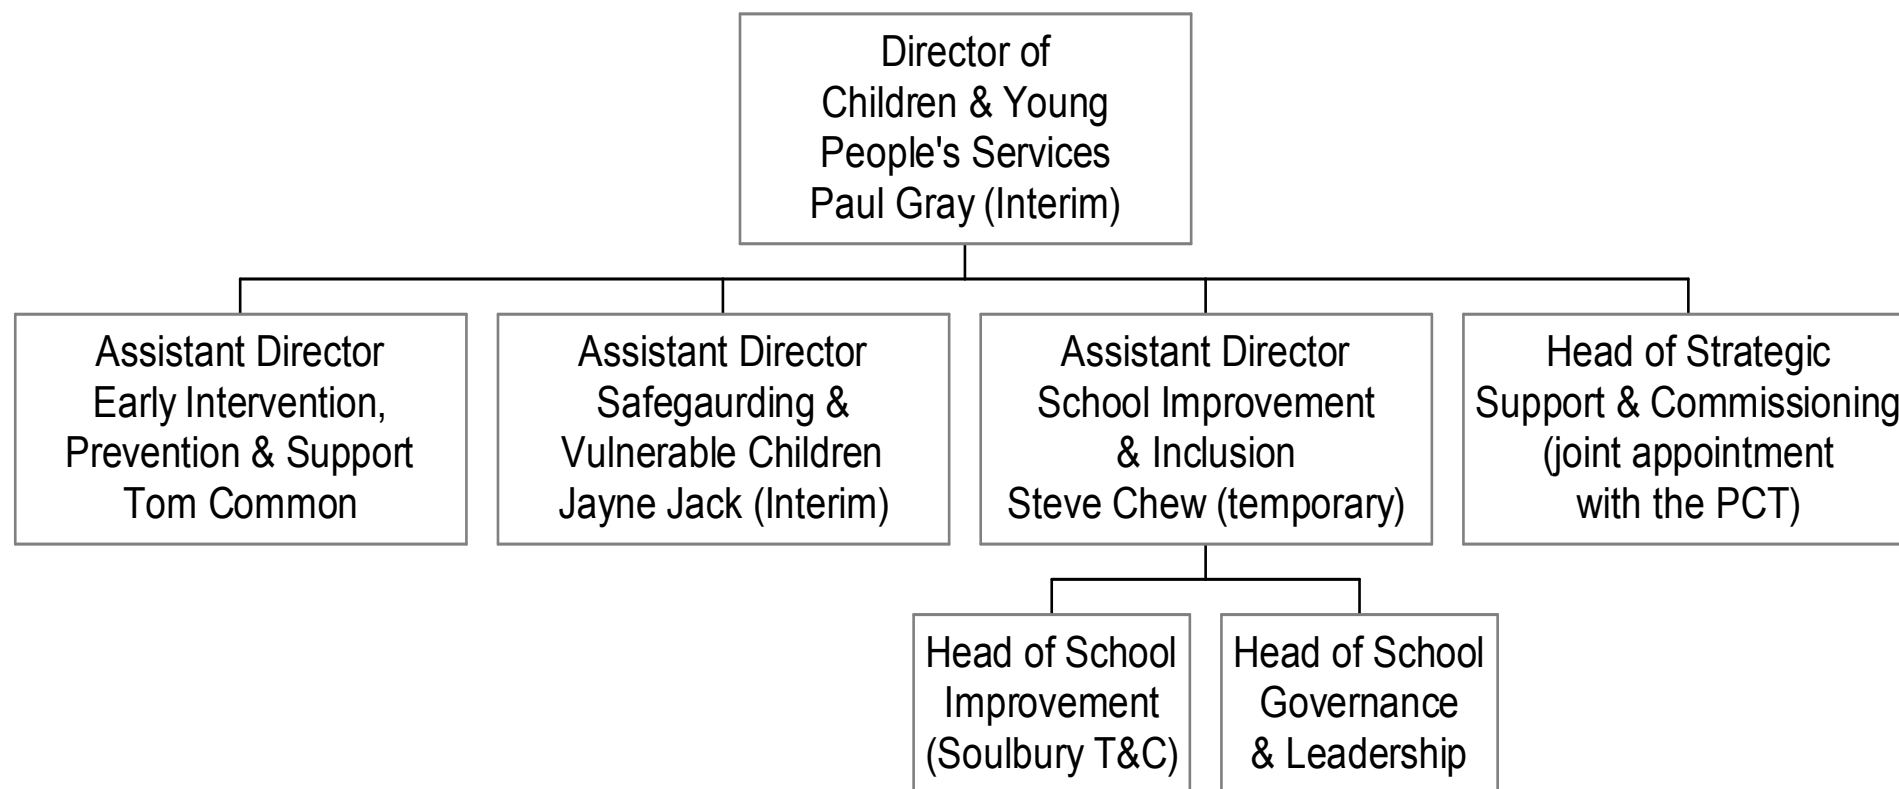 Director of
Children & Young
People's Services
Paul Gray (Interim)
Assistant Director
Early Intervention,
Prevention & Support
Tom Common
Assistant Director
Safegaurding &
Vulnerable Children
Jayne Jack (Interim)
Assistant Director
School Improvement
& Inclusion
Steve Chew (temporary)
Head of Strategic
Support & Commissioning
(joint appointment
with the PCT)
Head of School
Improvement
(Soulbury T&C)
Head of School
Governance
& Leadership